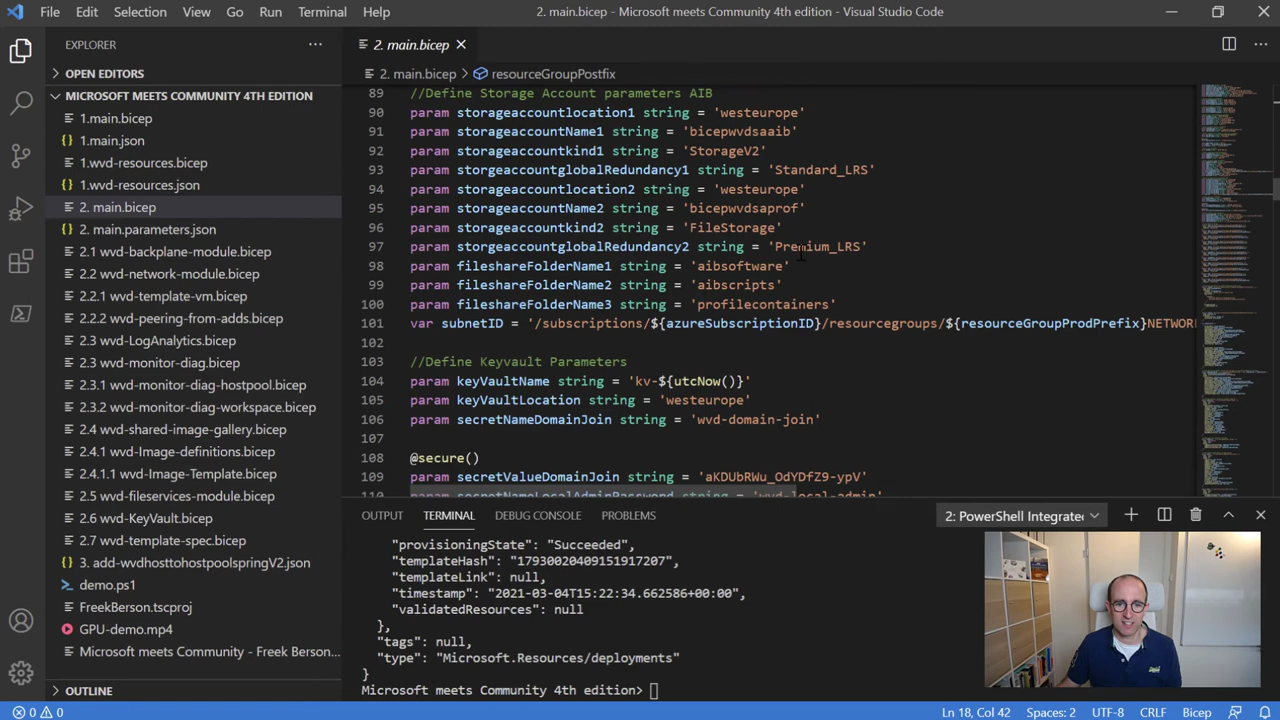 File Edit Selection View Go Run Terminal Help
2. main.bicep - Microsoft meets Community 4th edition - Visual Studio Code
EXPLORER
OPEN EDITORS
MICROSOFT MEETS COMMUNITY 4TH EDITION
1.main.bicep
1.main.json
1.wvd-resources.bicep
1.wvd-resources.json
2. main.bicep
2. main.parameters.json
2.1 wvd-backplane-module.bicep
2.2 wvd-network-module.bicep
2.2.1 wvd-template-vm.bicep
2.2.2 wvd-peering-from-adds.bicep
2.3 wvd-LogAnalytics.bicep
2.3 wvd-monitor-diag.bicep
2.3.1 wvd-monitor-diag-hostpool.bicep
2.3.2 wvd-monitor-diag-workspace.bicep
2.4 wvd-shared-image-gallery.bicep
2.4.1 wvd-Image-definitions.bicep
2.4.1.1 wvd-Image-Template.bicep
2.5 wvd-fileservices-module.bicep
2.6 wvd-KeyVault.bicep
2.7 wvd-template-spec.bicep
3. add-wvdhosttohostpoolspringV2.json
demo.ps1
FreekBerson.tscproj
GPU-demo.mp4
Microsoft meets Community - Freek Berson...
OUTLINE
2. main.bicep
2. main.bicep > resourceGroupPostfix
89 //Define Storage Account parameters AIB
90 param storageaccountlocation1 string = 'westeurope'
91 param storageaccountName1 string = 'bicepwvdsaaib'
92 param storageaccountkind1 string = 'StorageV2'
93 param storgeaccountglobalRedundancy1 string = 'Standard_LRS'
94 param storageaccountlocation2 string = 'westeurope'
95 param storageaccountName2 string = 'bicepwvdsaprof'
96 param storageaccountkind2 string = 'FileStorage'
97 param storgeaccountglobalRedundancy2 string = 'Premium_LRS'
98 param fileshareFolderName1 string = 'aibsoftware'
99 param fileshareFolderName2 string = 'aibscripts'
100 param fileshareFolderName3 string = 'profilecontainers'
101 var subnetID = '/subscriptions/${azureSubscriptionID}/resourcegroups/${resourceGroupProdPrefix}NETWOR
102
103 //Define Keyvault Parameters
104 param keyVaultName string = 'kv-${utcNow()}'
105 param keyVaultlocation string = 'westeurope'
106 param secretNameDomainJoin string = 'wvd-domain-join'
107
108 @secure()
109 param secretValueDomainJoin string = 'aKDUbRWu_OdYDfZ9-ypV'
110 param secretNameLocalAdminPassword string = 'wvd-local-admin'
OUTPUT TERMINAL DEBUG CONSOLE PROBLEMS
2: PowerShell Integrated
"provisioningState": "Succeeded",
"templateHash": "17930020409151917207",
"templateLink": null,
"timestamp": "2021-03-04T15:22:34.662586+00:00",
"validatedResources": null
},
"tags": null,
"type": "Microsoft.Resources/deployments"
}
Microsoft meets Community 4th edition>
0 0
Ln 18, Col 42 Spaces: 2 UTF-8 CRLF Bicep